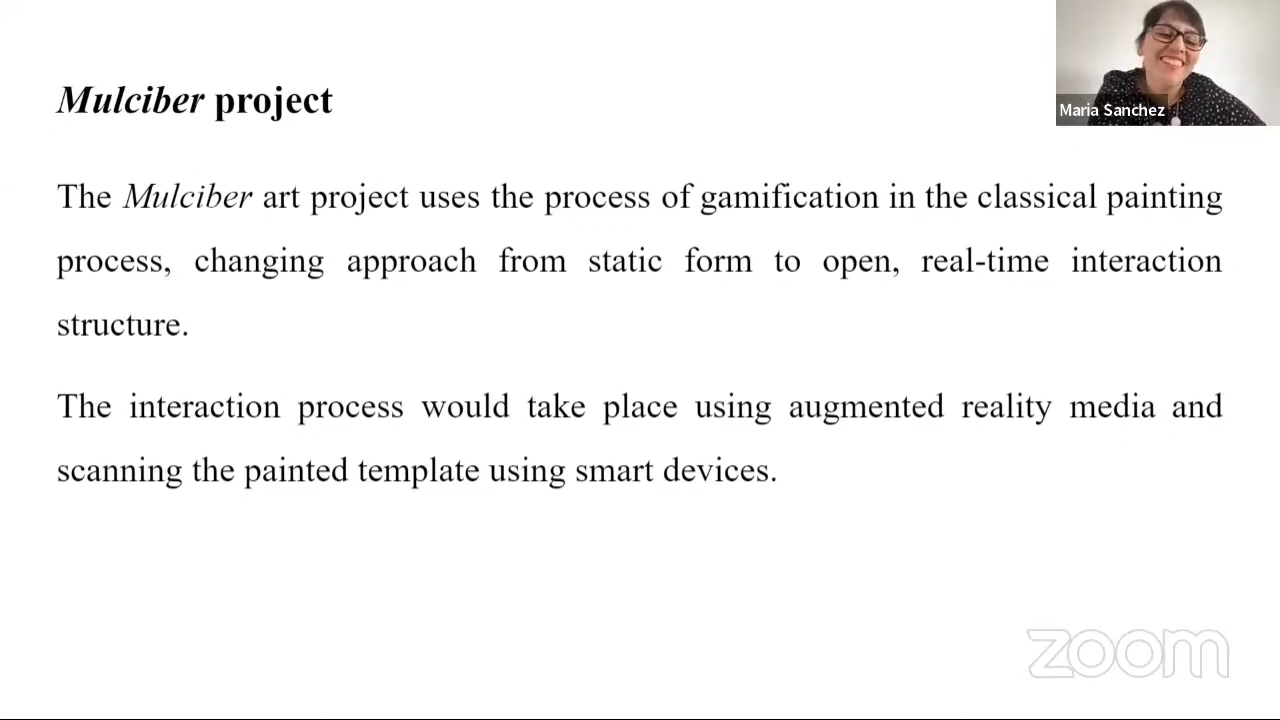 Mulciber project
Maria Sanchez
The Mulciber art project uses the process of gamification in the classical painting
process, changing approach from static form to open, real-time interaction
structure.
The interaction process would take place using augmented reality media and
scanning the painted template using smart devices.
zoom